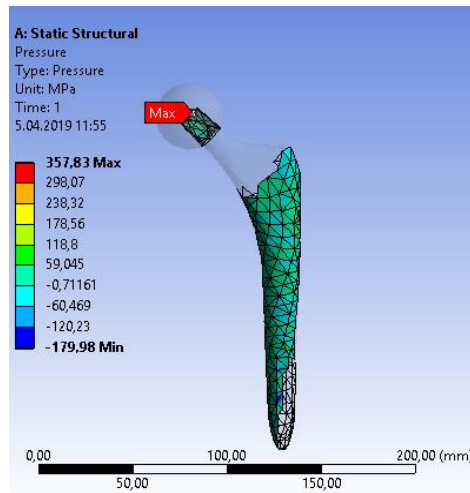 A: Static Structural
Pressure
Type: Pressure
Unit: MPa
Time: 1
5.04.2019 11:55
Max
357,83 Max
298,07
238,32
178,56
118,8
59,045
-0,71161
-60,469
-120,23
-179,98 Min
0,00 100,00 200,00 (mm)
50,00 150,00